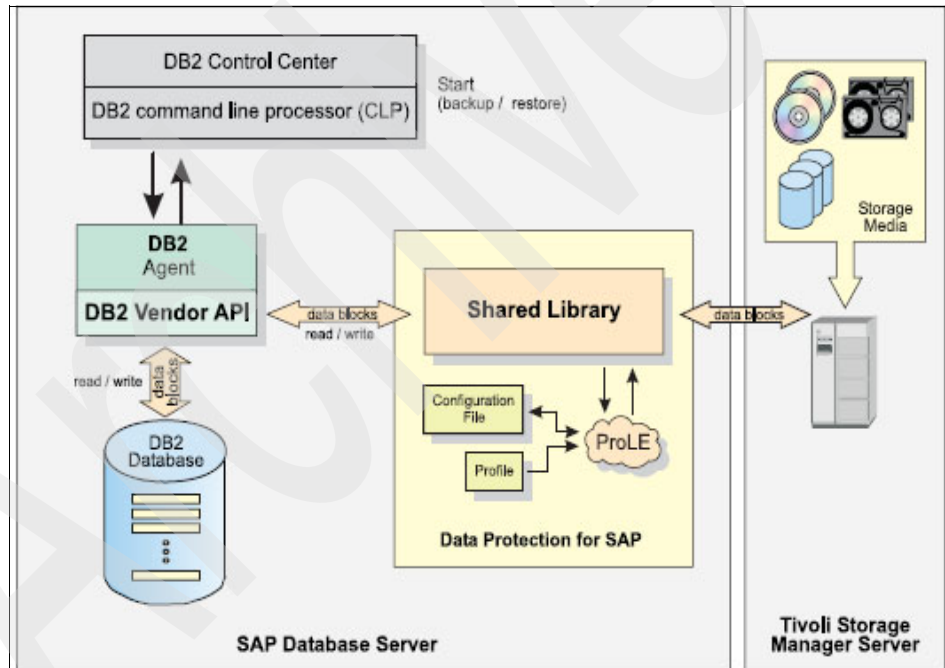 DB2 Control Center
DB2 command line processor (CLP)
Start
(backup / restore)
DB2
Agent
DB2 Vendor API
data blocks
read / write
Shared Library
data blocks
Storage
Media
read / write
data
blocks
Configuration
File
Profile
ProLE
DB2
Database
Data Protection for SAP
SAP Database Server
Tivoli Storage
Manager Server
Archive